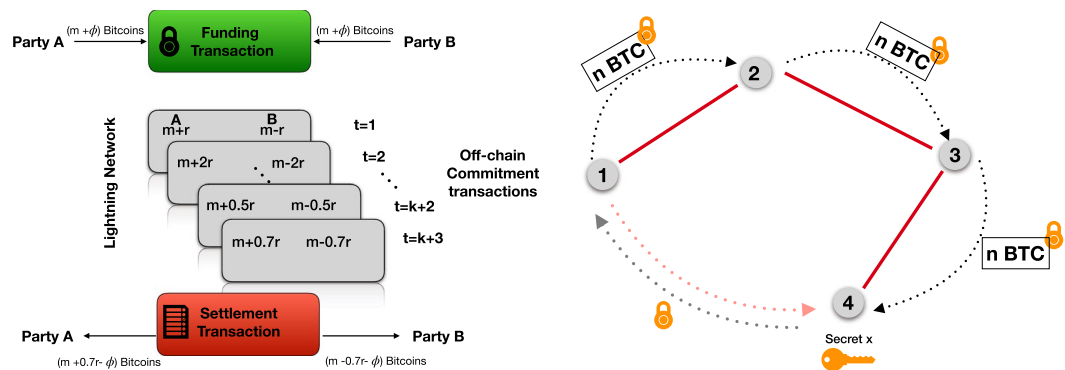 (m +ϕ) Bitcoins
(m +ϕ) Bitcoins
Party A
Funding
Transaction
Party B
Lightning Network
A
B
m+r
m-r
t=1
m+2r
m-2r
t=2
Off-chain
Commitment
transactions
m+0.5r
m-0.5r
t=k+2
m+0.7r
m-0.7r
t=k+3
Settlement
Transaction
Party A
Party B
(m +0.7r- ϕ) Bitcoins
(m -0.7r- ϕ) Bitcoins
n BTC
n BTC
2
3
1
n BTC
4
Secret x